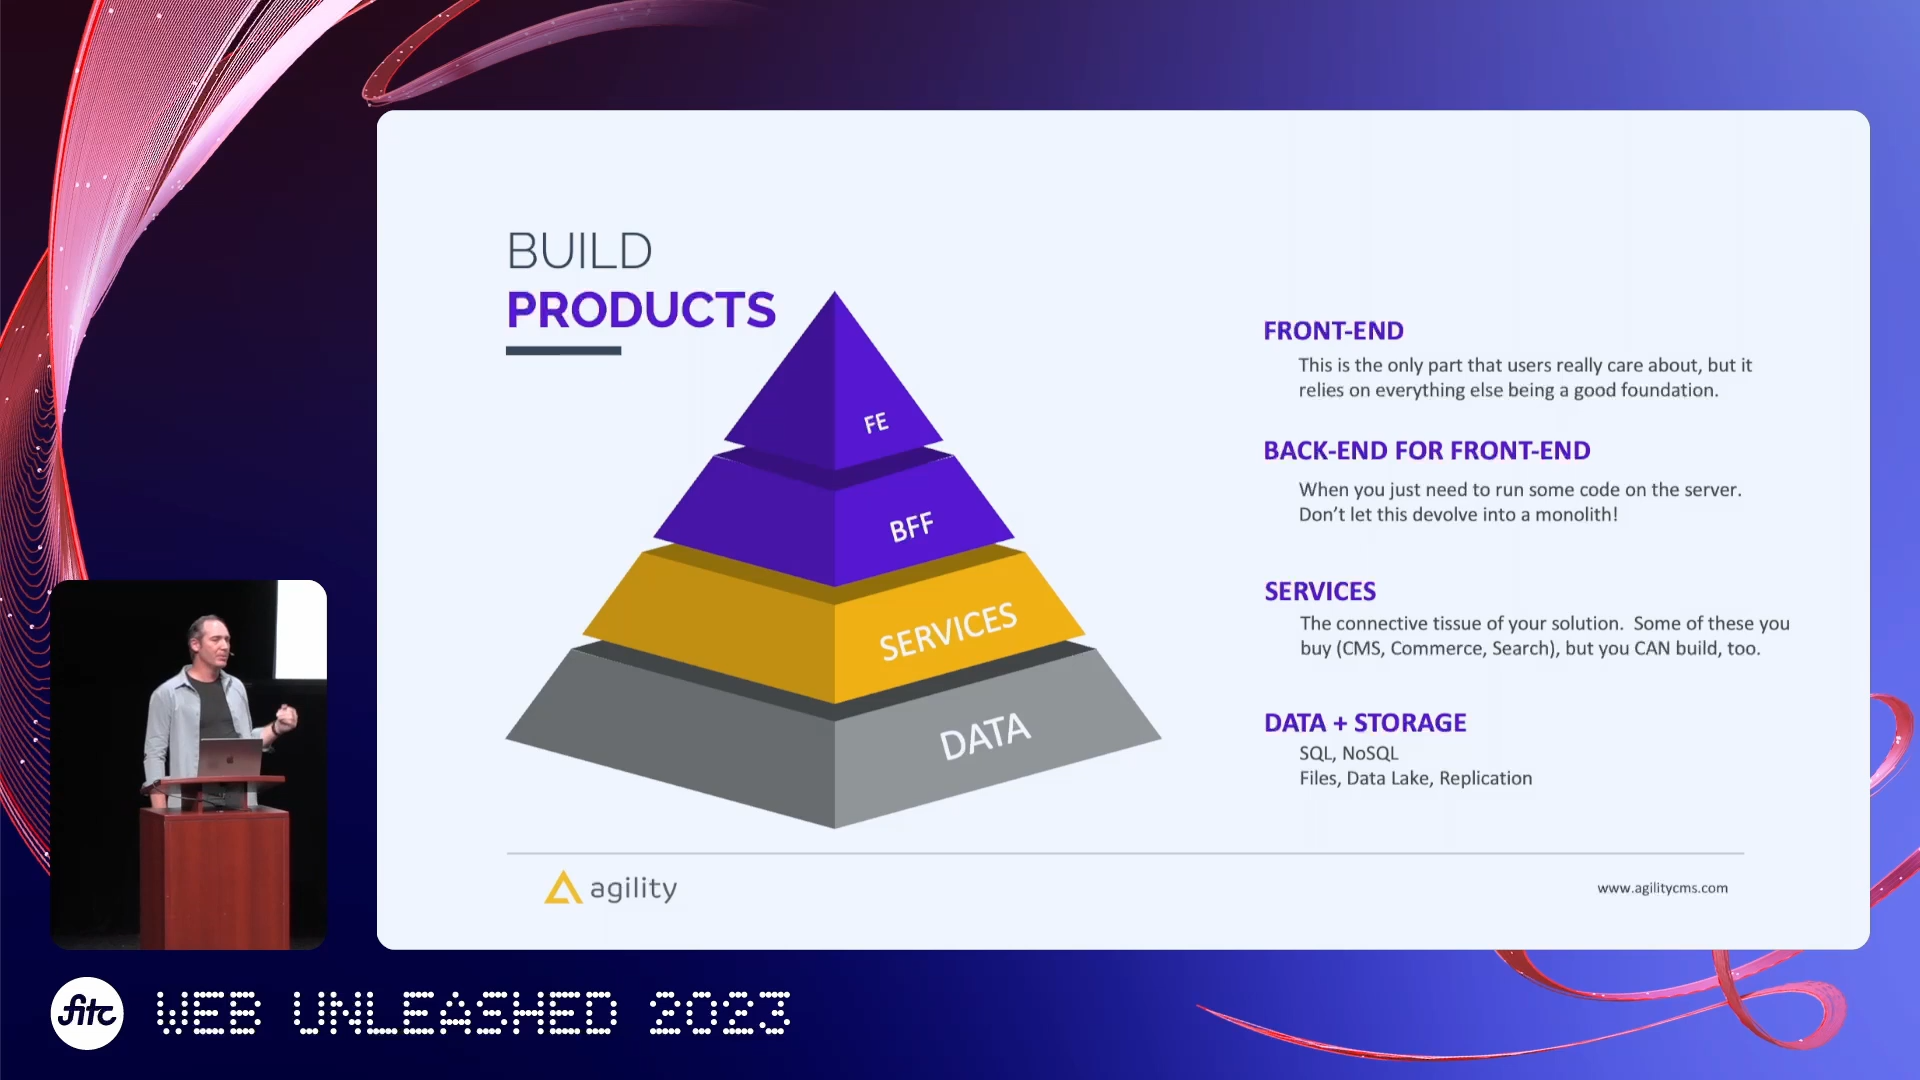 BUILD
PRODUCTS
FE
BFF
SERVICES
DATA
FRONT-END
This is the only part that users really care about, but it
relies on everything else being a good foundation.
BACK-END FOR FRONT-END
When you just need to run some code on the server.
Don’t let this devolve into a monolith!
SERVICES
The connective tissue of your solution.  Some of these you
buy (CMS, Commerce, Search), but you CAN build, too.
DATA + STORAGE
SQL, NoSQL
Files, Data Lake, Replication
agility
www.agilitycms.com
fitc
WEB UNLEASHED 2023